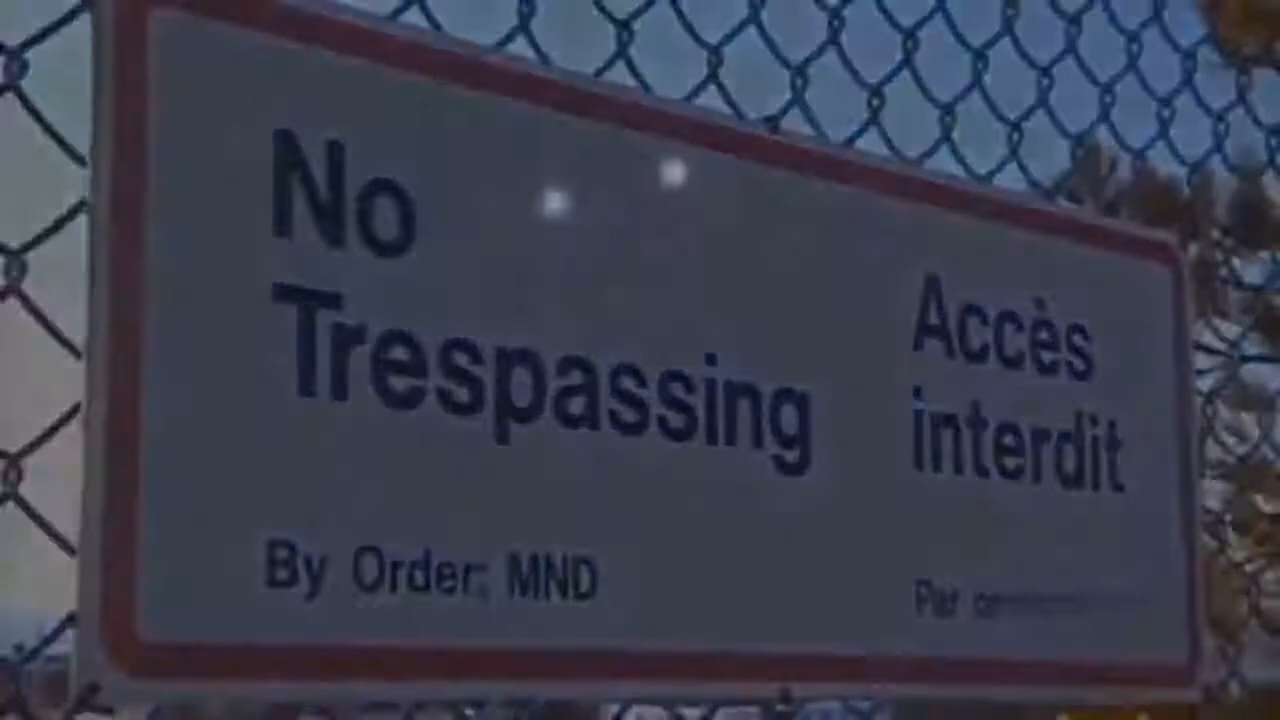 No
Trespassing
By Order: MND
Accès
interdit
Par